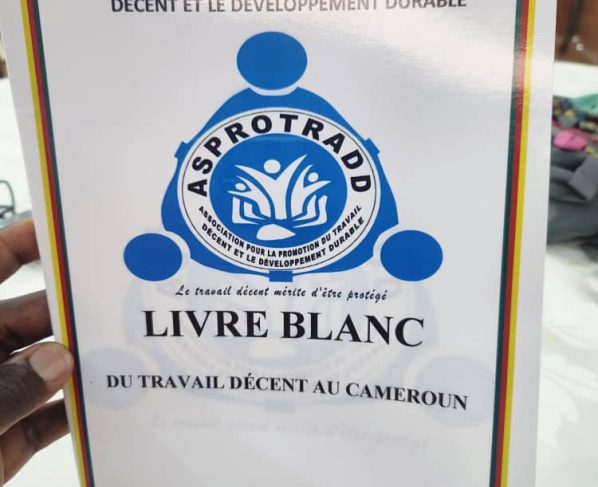 DÉCENT ET LE DÉVELOPPEMENT DURABLE
ASPROTRADD
ASSOCIATION POUR LA PROMOTION DU TRAVAIL
DÉCENT ET LE DÉVELOPPEMENT DURABLE
Le travail décent mérite d'être protégé
LIVRE BLANC
DU TRAVAIL DÉCENT AU CAMEROUN